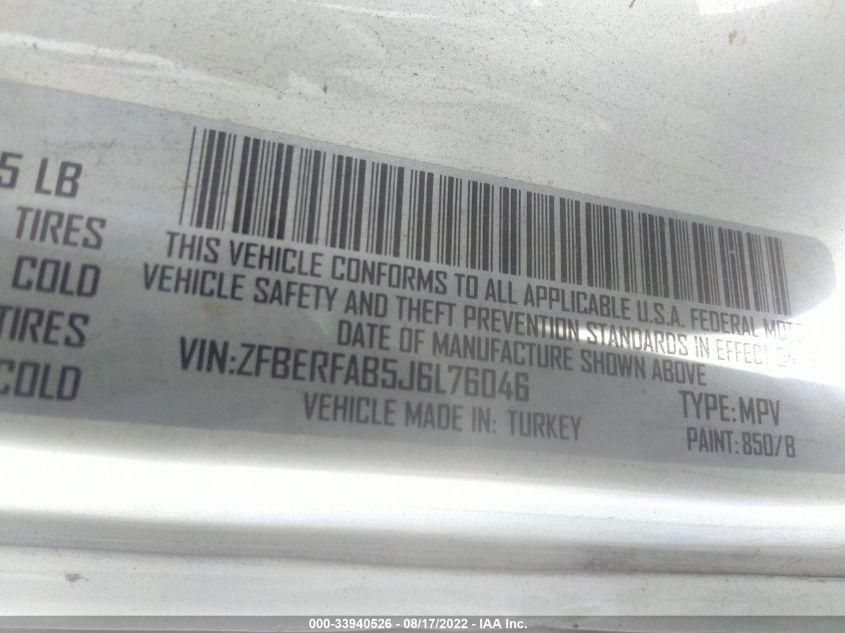 5 LB
TIRES
COLD
TIRES
COLD
THIS VEHICLE CONFORMS TO ALL APPLICABLE U.S.A. FEDERAL MOTO
VEHICLE SAFETY AND THEFT PREVENTION STANDARDS IN EFFECT ON
DATE OF MANUFACTURE SHOWN ABOVE
VIN:ZFBERFAB5J6L76046
TYPE:MPV
VEHICLE MADE IN: TURKEY
PAINT:850/B
000-33940526 - 08/17/2022 - IAA Inc.